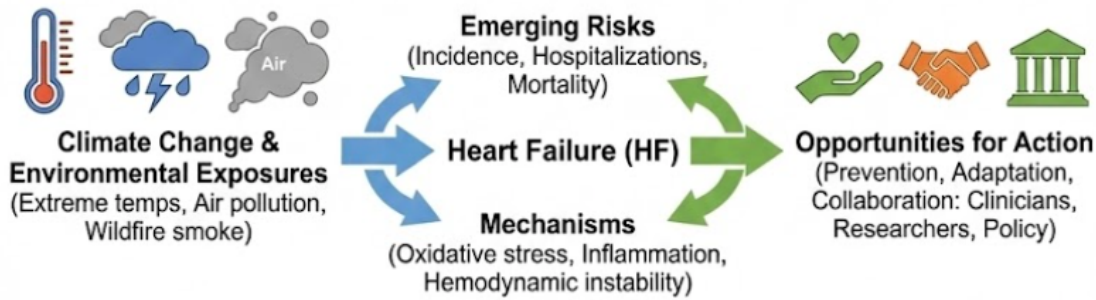 Air
Climate Change &
Environmental Exposures
(Extreme temps, Air pollution,
Wildfire smoke)
Emerging Risks
(Incidence, Hospitalizations,
Mortality)
Heart Failure (HF)
Mechanisms
(Oxidative stress, Inflammation,
Hemodynamic instability)
Opportunities for Action
(Prevention, Adaptation,
Collaboration: Clinicians,
Researchers, Policy)